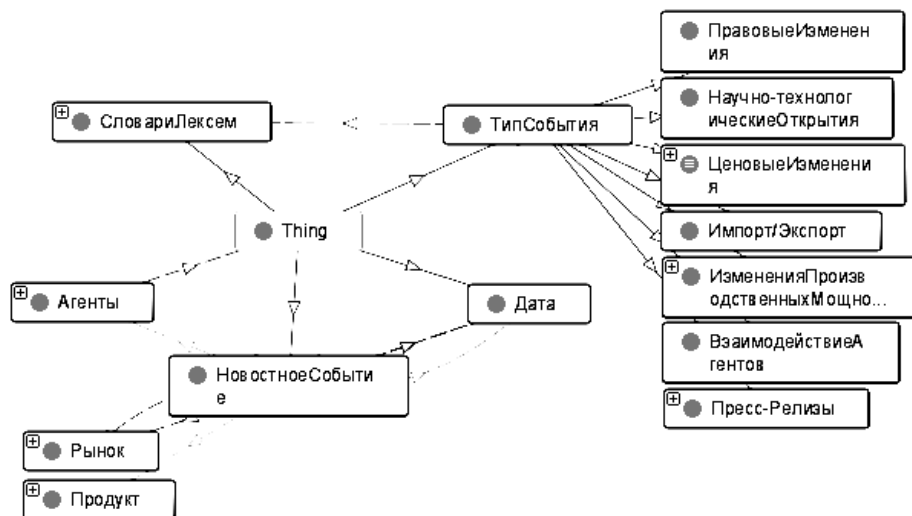 ПравовыеИзменен
ия
Научно-технолог
ическиеОткрытия
СловариЛексем
ТипСобытия
ЦеновыеИзменени
я
Thing
Импорт/Экспорт
ИзмененияПроизв
одственныхМощно...
Агенты
Дата
ВзаимодействиеА
гентов
НовостноеСобыти
е
Пресс-Релизы
Рынок
Продукт